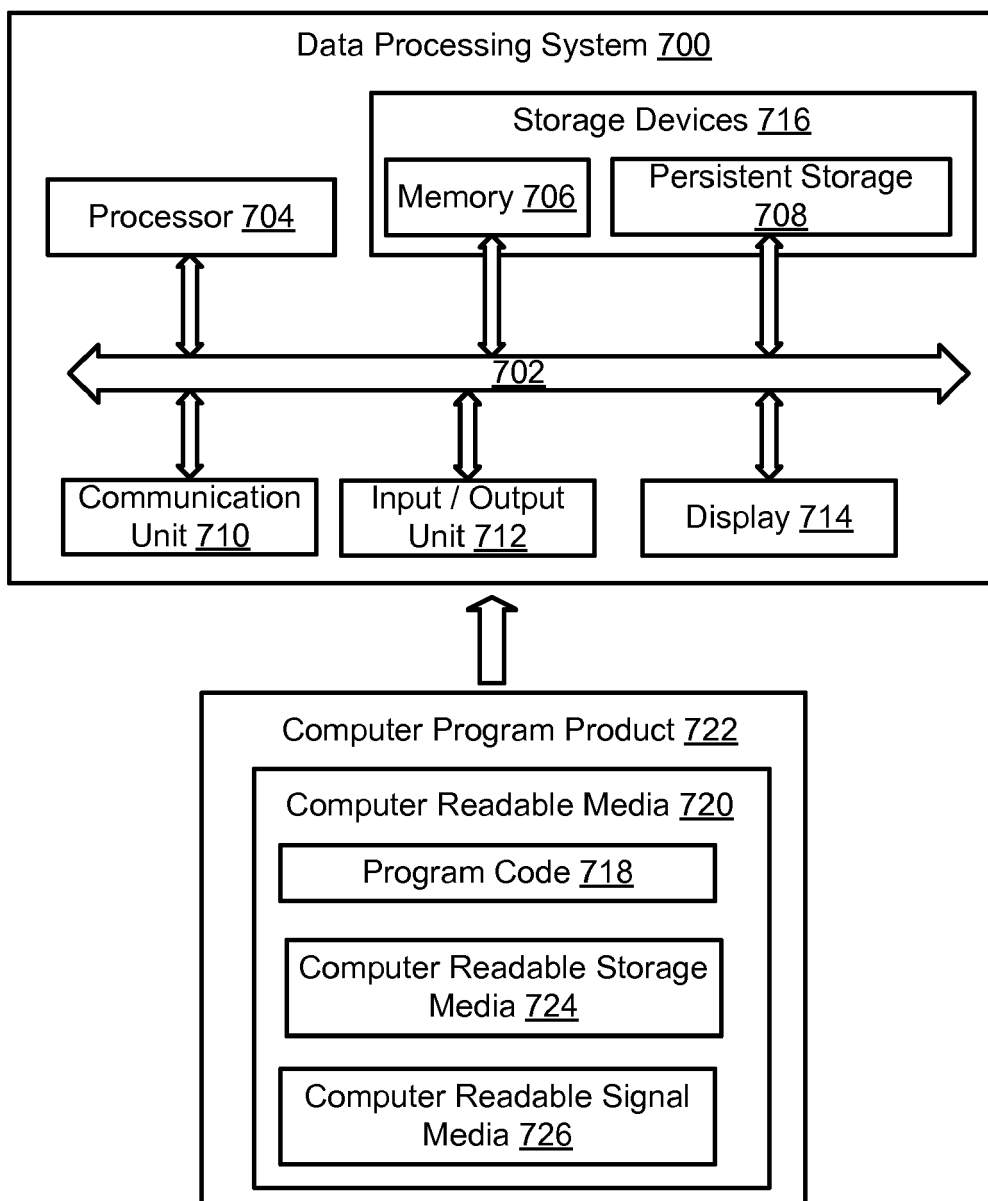 Data Processing System 700
Storage Devices 716
Processor 704
Memory 706
Persistent Storage
708
702
Communication
Unit 710
Input / Output
Unit 712
Display 714
Computer Program Product 722
Computer Readable Media 720
Program Code 718
Computer Readable Storage
Media 724
Computer Readable Signal
Media 726